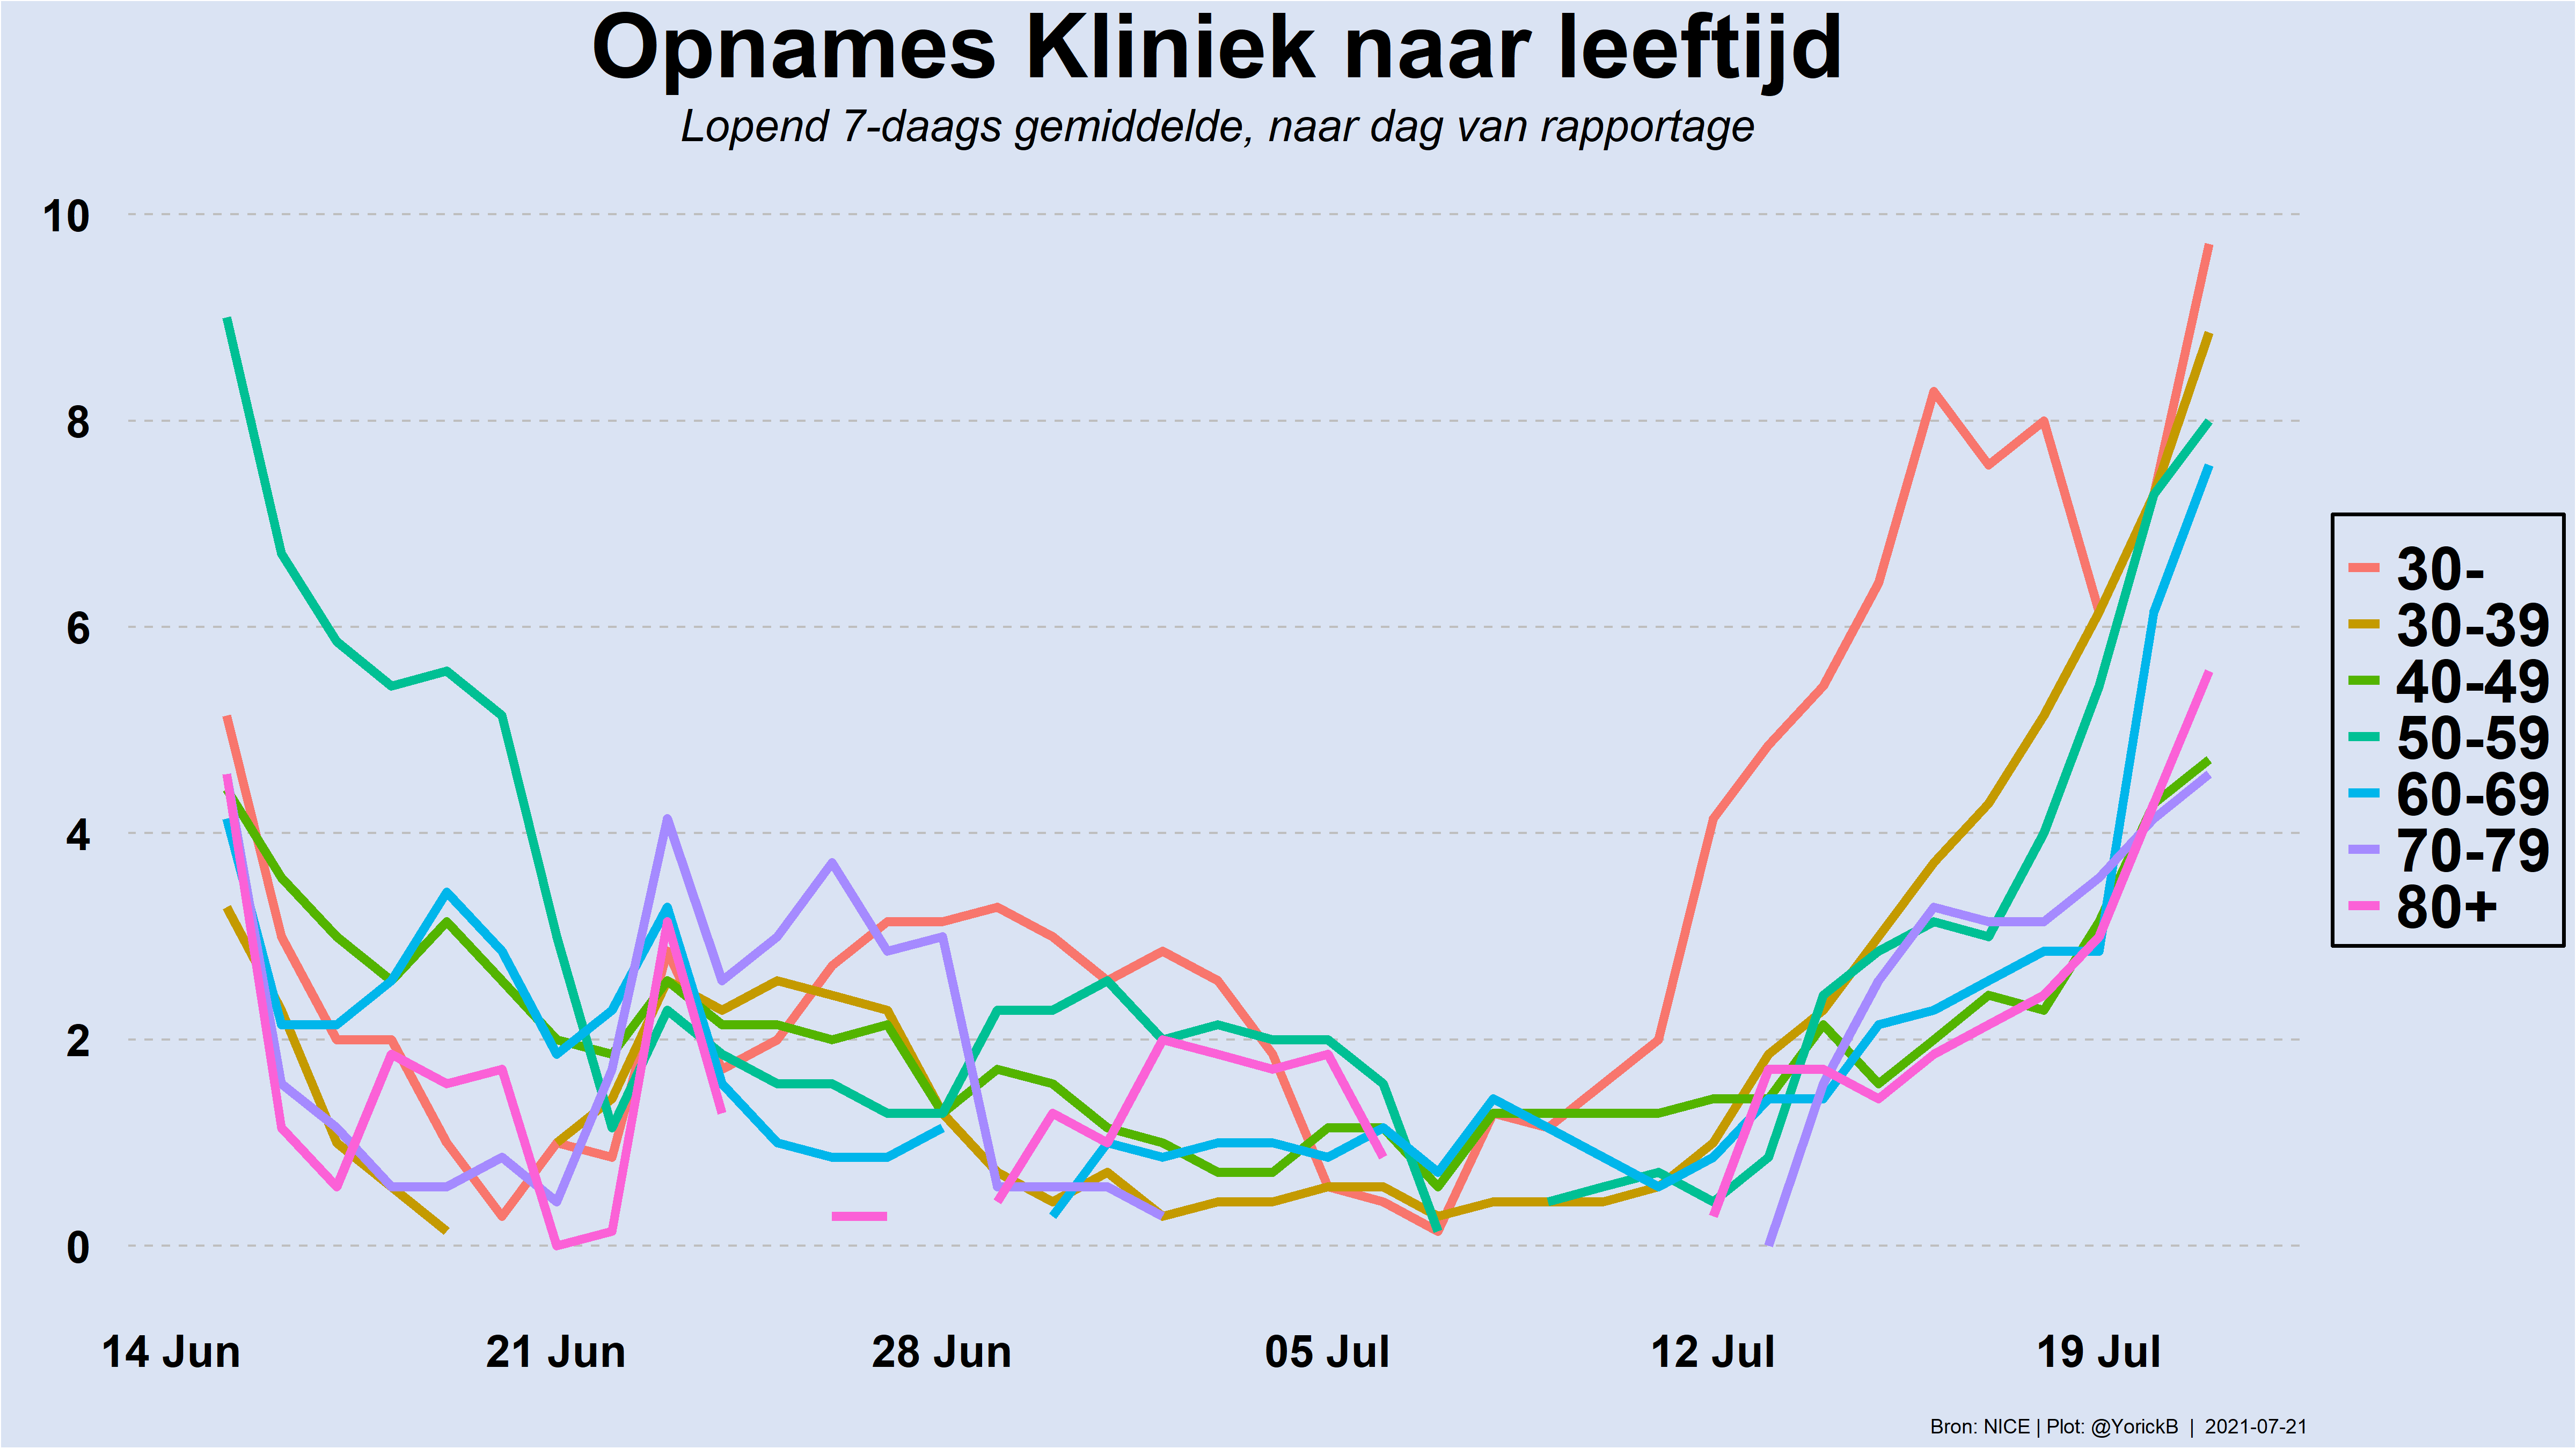 Opnames Kliniek naar leeftijd
Lopend 7-daags gemiddelde, naar dag van rapportage
10
8
6
4
2
0
14 Jun
21 Jun
28 Jun
05 Jul
12 Jul
19 Jul
30-
30-39
40-49
50-59
60-69
70-79
80+
Bron: NICE | Plot: @YorickB | 2021-07-21